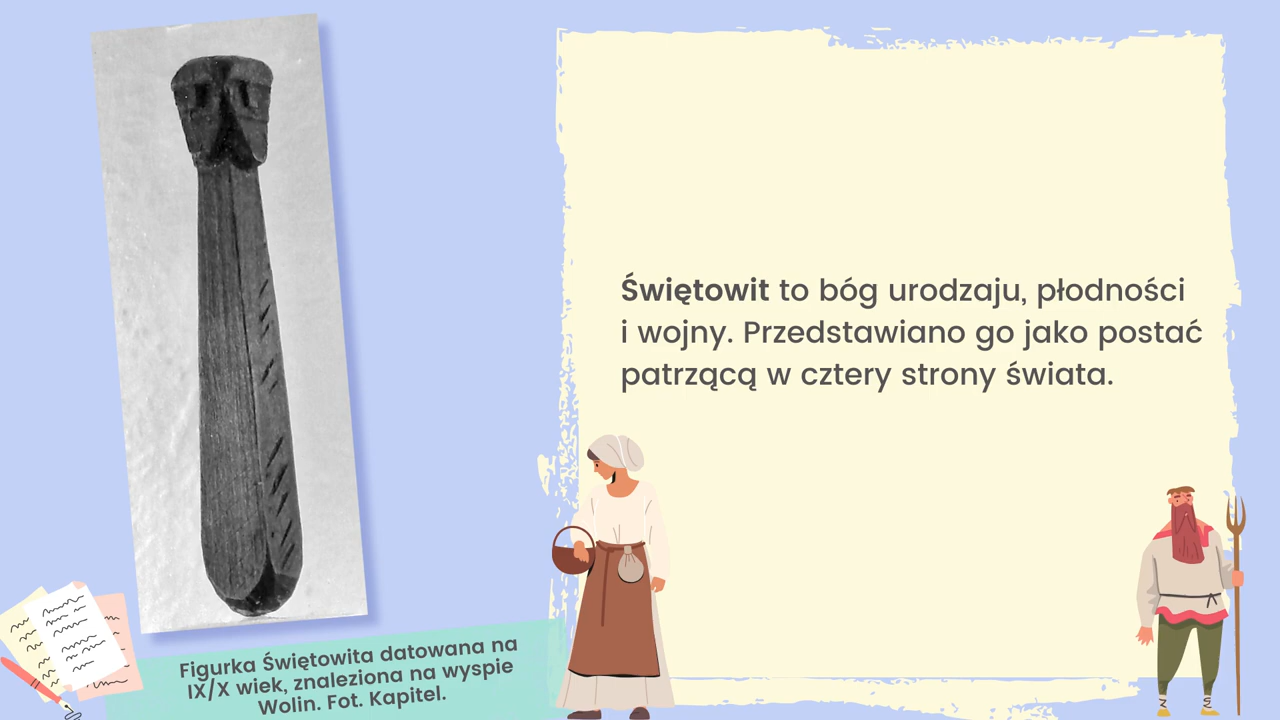 Świętowit to bóg urodzaju, płodności
i wojny. Przedstawiano go jako postać
patrzącą w cztery strony świata.
Figurka Świętowita datowana na
IX/X wiek, znaleziona na wyspie
Wolin. Fot. Kapitel.